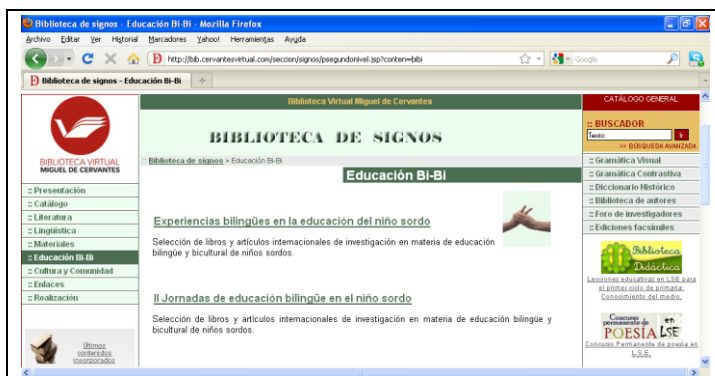 Biblioteca de signos - Educación Bi-Bi - Mozilla Firefox
Archivo Editar Ver Historial Marcadores Yahoo! Herramientas Ayuda
http://bib.cervantesvirtual.com/seccion/signos/psegundonivel.jsp?conten=bibi
Google
Biblioteca de signos - Educación Bi-Bi
BIBLIOTECA VIRTUAL
MIGUEL DE CERVANTES
:: Presentación
:: Catálogo
:: Literatura
:: Lingüística
:: Materiales
:: Educación Bi-Bi
:: Cultura y Comunidad
:: Enlaces
:: Realización
Últimos
contenidos
incorporados
Biblioteca Virtual Miguel de Cervantes
BIBLIOTECA DE SIGNOS
:: Biblioteca de signos > Educación Bi-Bi
Educación Bi-Bi
Experiencias bilingües en la educación del niño sordo
Selección de libros y artículos internacionales de investigación en materia de educación
bilingüe y bicultural de niños sordos.
II Jornadas de educación bilingüe en el niño sordo
Selección de libros y artículos internacionales de investigación en materia de educación bilingüe y
bicultural de niños sordos.
CATÁLOGO GENERAL
:: BUSCADOR
Texto
>> BÚSQUEDA AVANZADA
:: Gramática Visual
:: Gramática Contrastiva
:: Diccionario Histórico
:: Biblioteca de autores
:: Foro de investigadores
:: Ediciones facsímiles
Biblioteca
Didáctica
Lecciones educativas en LSE para
el primer ciclo de primaria:
Conocimiento del medio.
Concurso
permanente de en
POESÍA LSE
Concurso Permanente de poesía en
L.S.E.